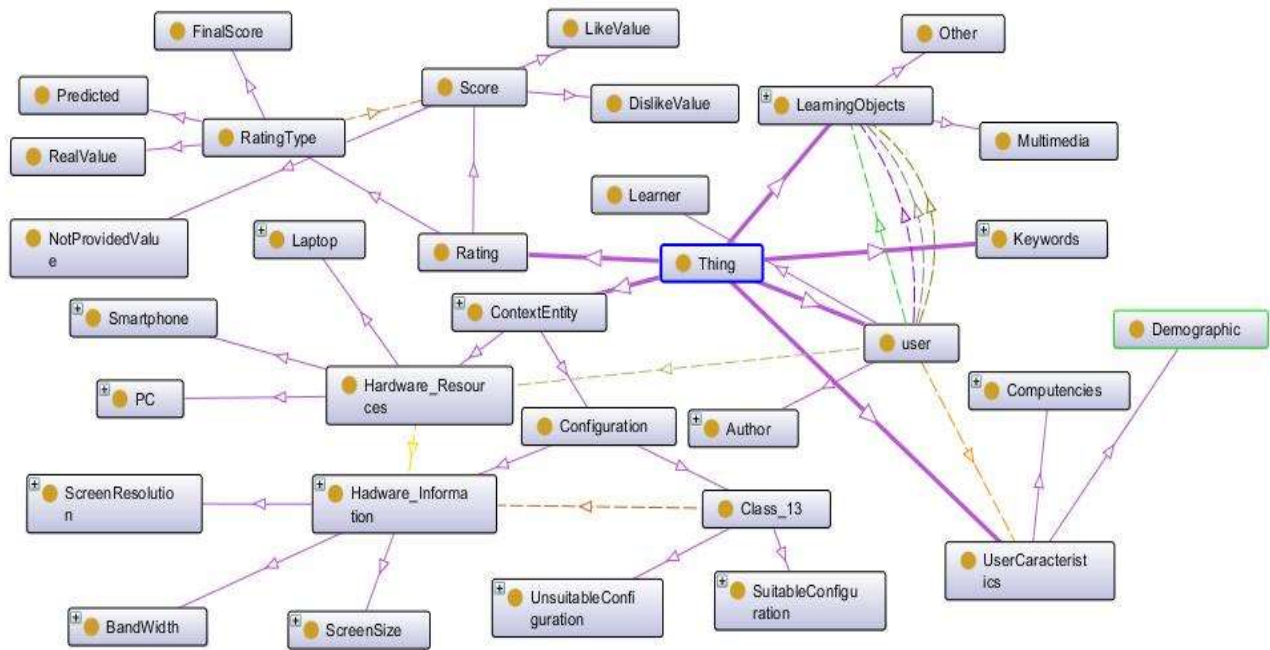 FinalScore
LikeValue
Other
Predicted
Score
DislikeValue
LearningObjects
RatingType
RealValue
Multimedia
Learner
NotProvidedValu
e
Laptop
Rating
Thing
Keywords
Smartphone
ContextEntity
user
Demographic
PC
Hardware_Resour
ces
Computencies
Configuration
Author
ScreenResolutio
n
Hadware_Informa
tion
Class_13
UserCaracterist
ics
UnsuitableConfi
guration
SuitableConfigu
ration
BandWidth
ScreenSize